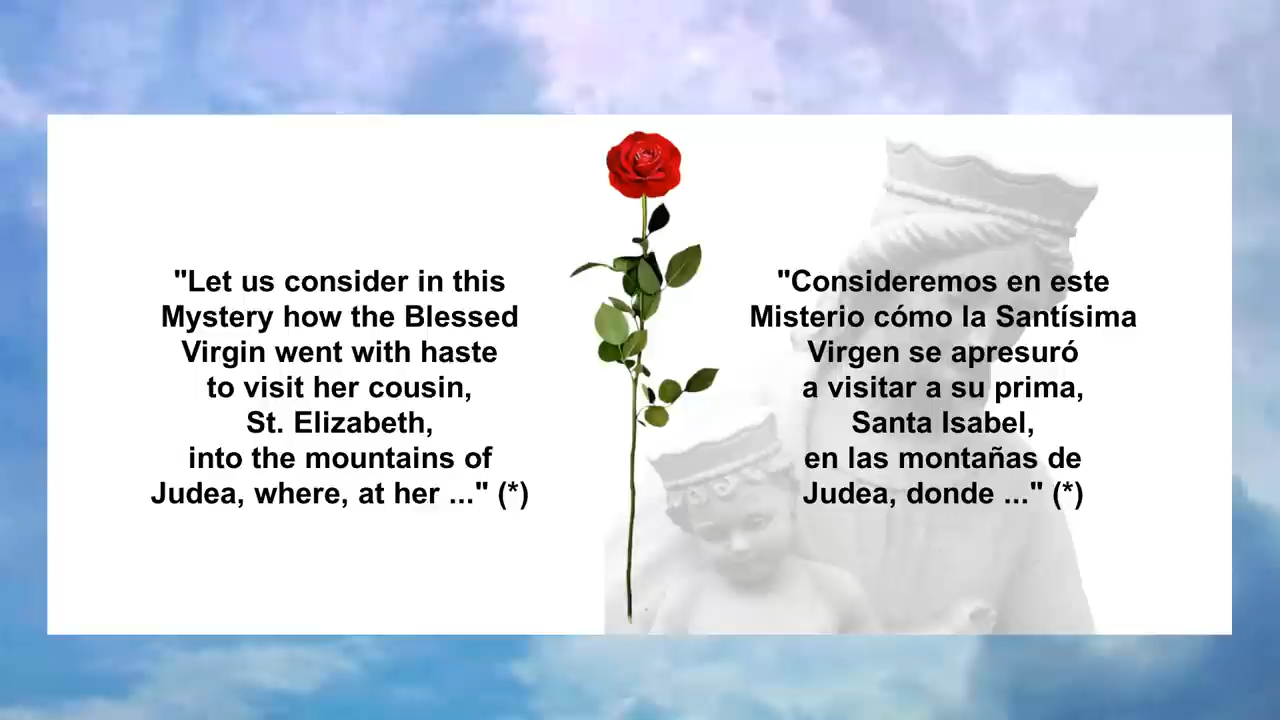 "Let us consider in this
Mystery how the Blessed
Virgin went with haste
to visit her cousin,
St. Elizabeth,
into the mountains of
Judea, where, at her ..." (*)
"Consideremos en este
Misterio cómo la Santísima
Virgen se apresuró
a visitar a su prima,
Santa Isabel,
en las montañas de
Judea, donde ..." (*)